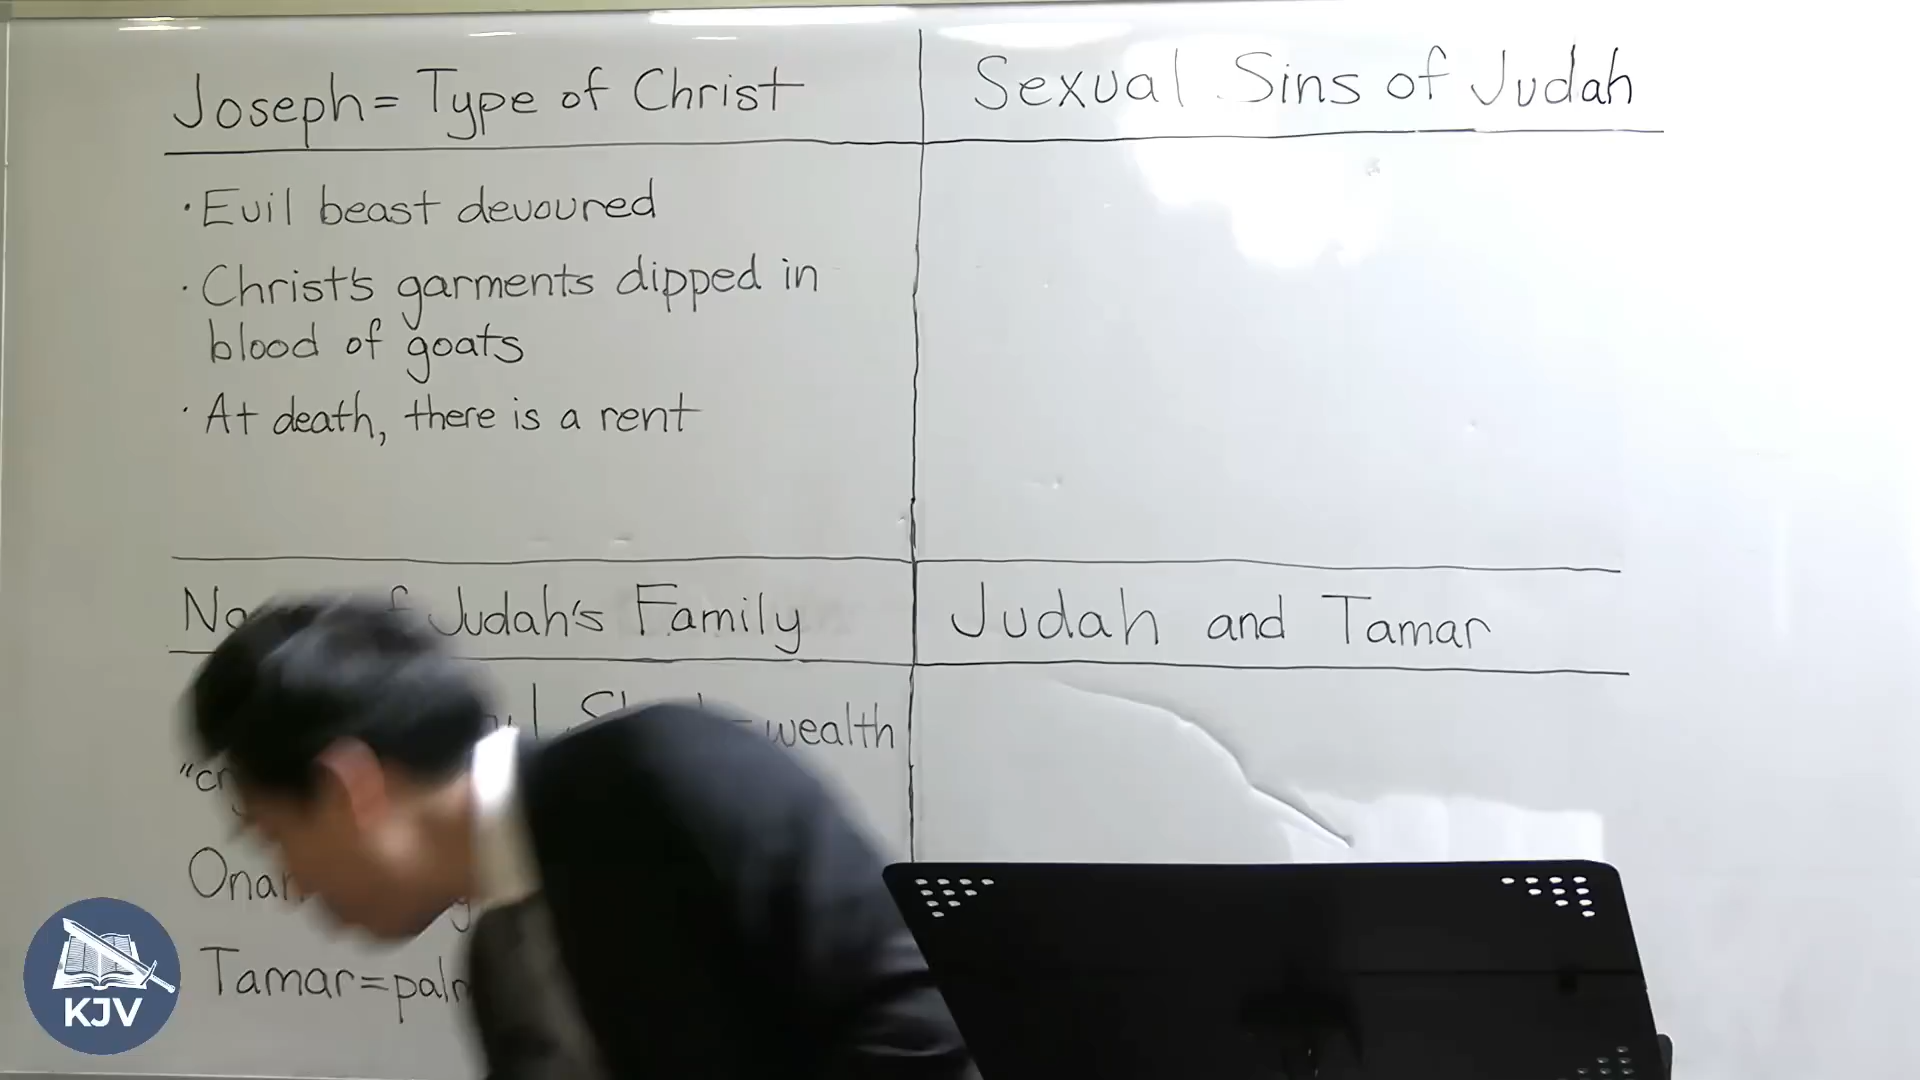 Joseph = Type of Christ
• Evil beast devoured
• Christ's garments dipped in
blood of goats
• At death, there is a rent
Sexual Sins of Judah
Judah's Family
wealth
Tamar =
Judah and Tamar
KJV